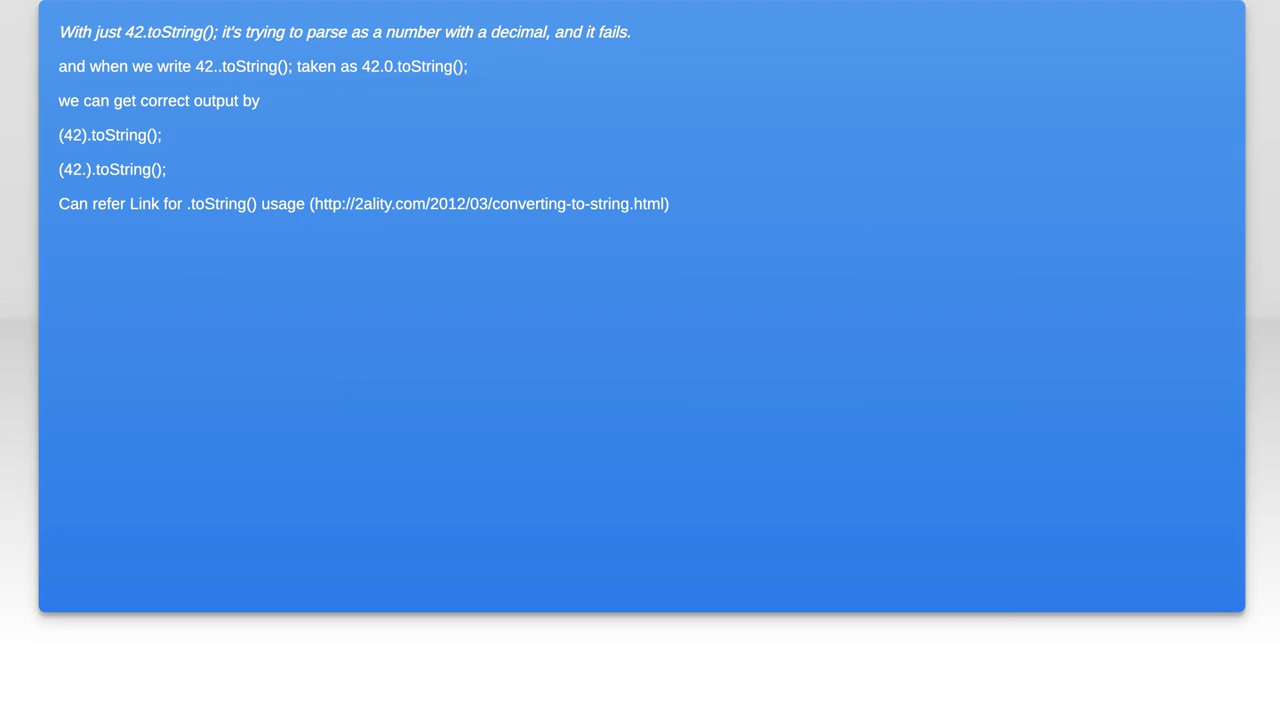 With just 42.toString(); it's trying to parse as a number with a decimal, and it fails.
and when we write 42..toString(); taken as 42.0.toString();
we can get correct output by
(42).toString();
(42.).toString();
Can refer Link for .toString() usage (http://2ality.com/2012/03/converting-to-string.html)